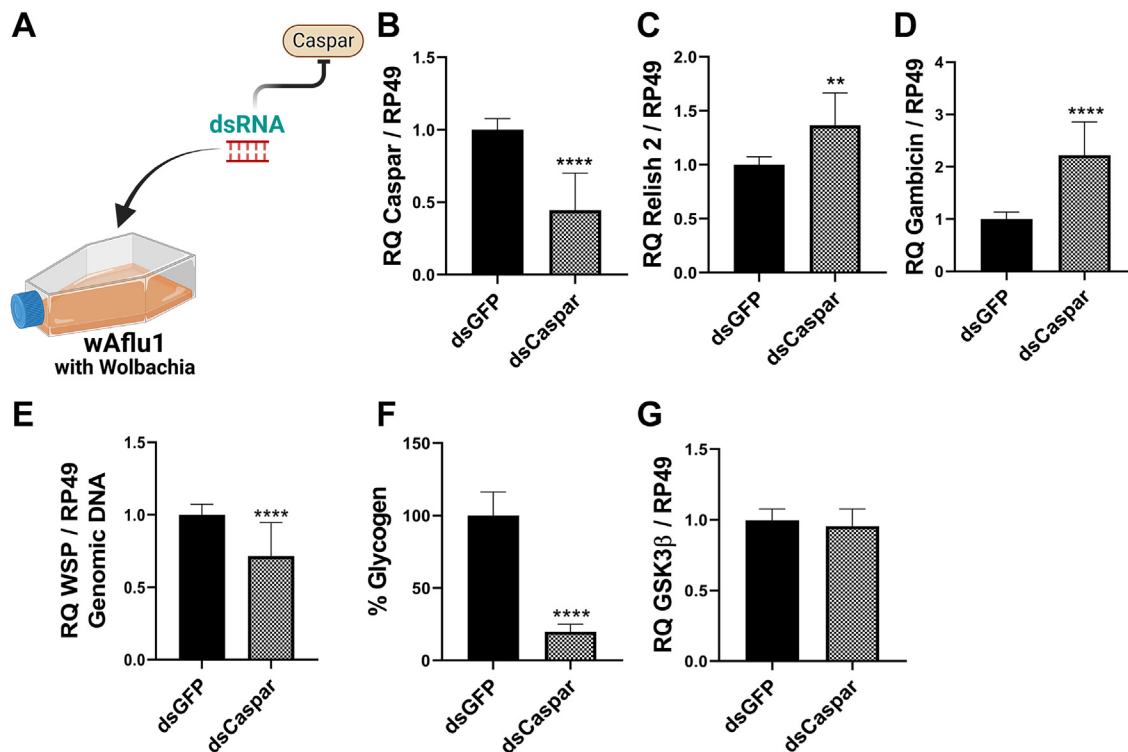 A
Caspar
dsRNA
wAflu1
with Wolbachia
B
RQ Caspar / RP49
1.5
1.0
0.5
0.0
****
dsGFP
dsCaspar
C
RQ Relish 2 / RP49
2.0
1.5
1.0
0.5
0.0
**
dsGFP
dsCaspar
D
RQ Gambicin / RP49
4
3
2
1
0
****
dsGFP
dsCaspar
E
RQ WSP / RP49
Genomic DNA
1.5
1.0
0.5
0.0
****
dsGFP
dsCaspar
F
% Glycogen
150
100
50
0
****
dsGFP
dsCaspar
G
RQ GSK3β / RP49
1.5
1.0
0.5
0.0
dsGFP
dsCaspar